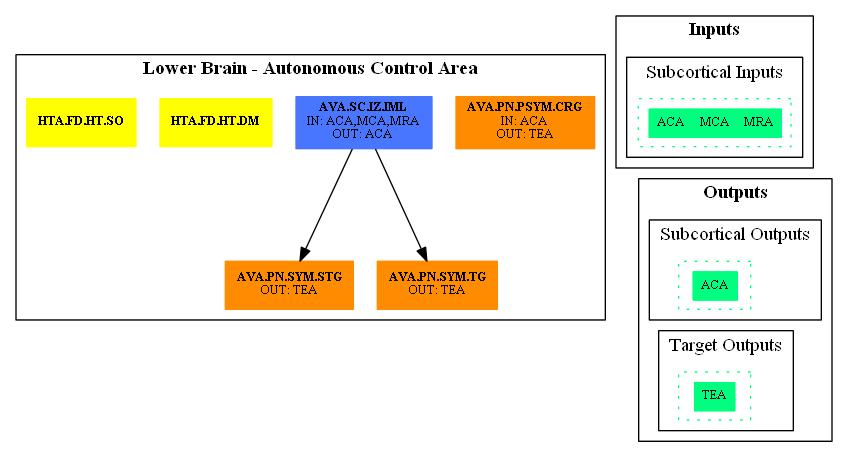 Lower Brain - Autonomous Control Area
HTA.FD.HT.SO
HTA.FD.HT.DM
AVA.SC.IZ.IML
IN: ACA,MCA,MRA
OUT: ACA
AVA.PN.PSYM.CRG
IN: ACA
OUT: TEA
AVA.PN.SYM.STG
OUT: TEA
AVA.PN.SYM.TG
OUT: TEA
Inputs
Subcortical Inputs
ACA MCA MRA
Outputs
Subcortical Outputs
ACA
Target Outputs
TEA